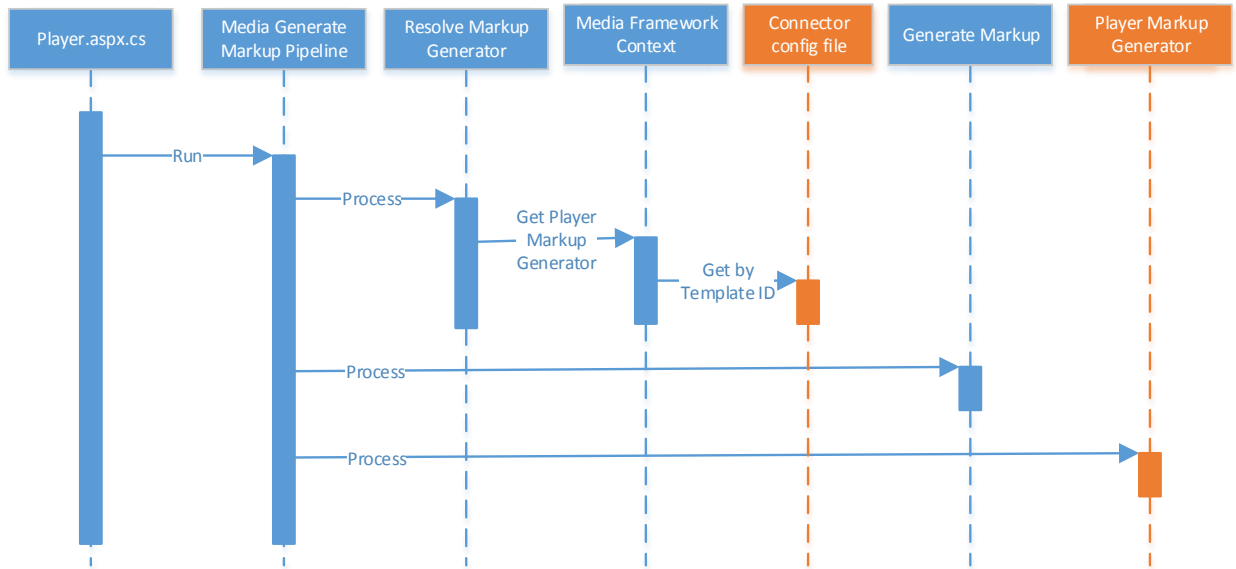 Player.aspx.cs
Media Generate
Markup Pipeline
Resolve Markup
Generator
Media Framework
Context
Connector
config file
Generate Markup
Player Markup
Generator
Run
Process
Get Player
Markup
Generator
Get by
Template ID
Process
Process